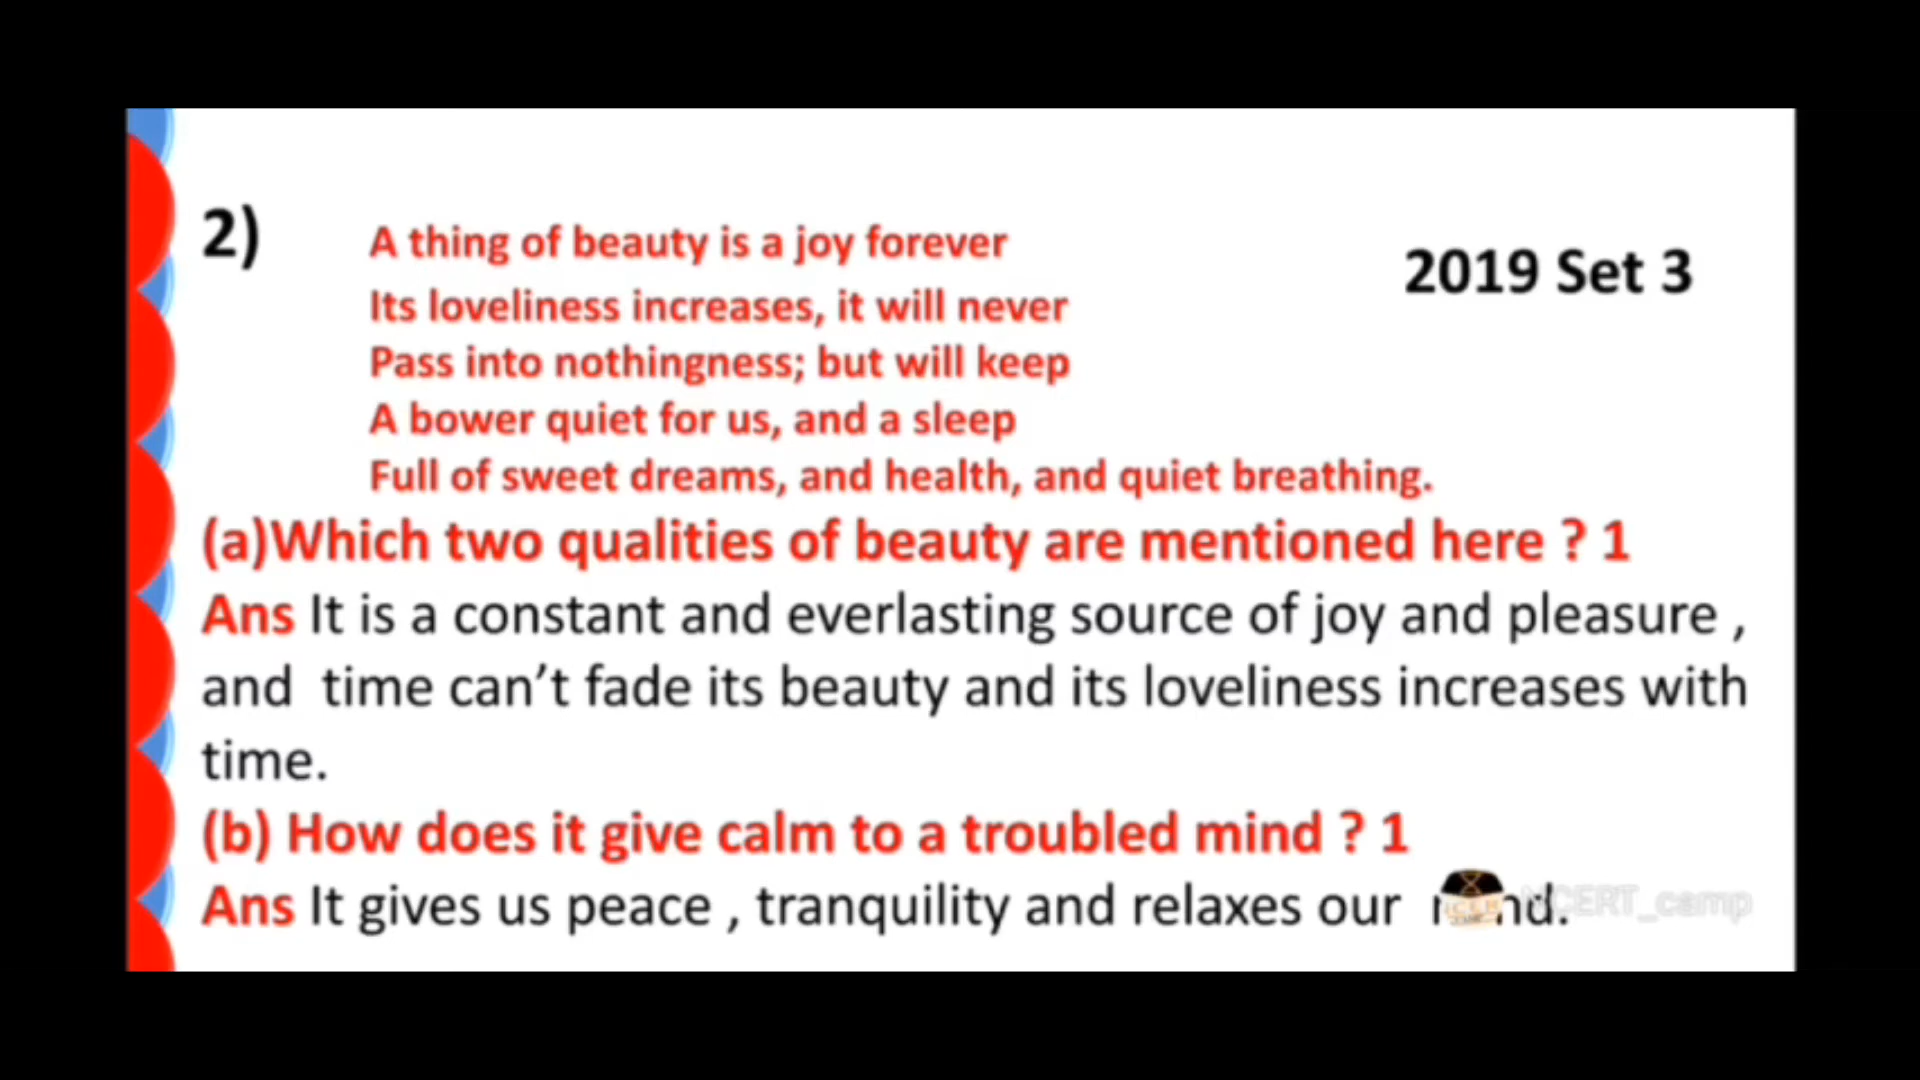 2)
A thing of beauty is a joy forever
2019 Set 3
Its loveliness increases, it will never
Pass into nothingness; but will keep
A bower quiet for us, and a sleep
Full of sweet dreams, and health, and quiet breathing.
(a)Which two qualities of beauty are mentioned here ? 1
Ans It is a constant and everlasting source of joy and pleasure ,
and time can’t fade its beauty and its loveliness increases with
time.
(b) How does it give calm to a troubled mind ? 1
Ans It gives us peace , tranquility and relaxes our mind.
NCERT_camp